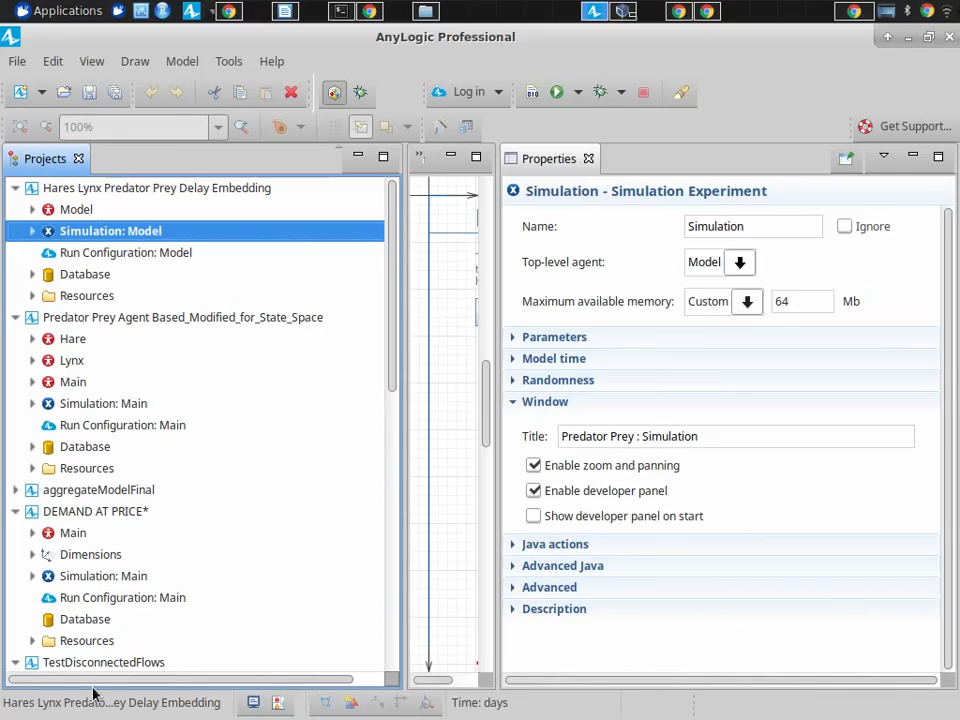 Applications
AnyLogic Professional
File Edit View Draw Model Tools Help
Log in
100%
Get Support...
Projects
Hares Lynx Predator Prey Delay Embedding
Model
Simulation: Model
Run Configuration: Model
Database
Resources
Predator Prey Agent Based_Modified_for_State_Space
Hare
Lynx
Main
Simulation: Main
Run Configuration: Main
Database
Resources
aggregateModelFinal
DEMAND AT PRICE*
Main
Dimensions
Simulation: Main
Run Configuration: Main
Database
Resources
TestDisconnectedFlows
Properties
Simulation - Simulation Experiment
Name: Simulation Ignore
Top-level agent: Model
Maximum available memory: Custom 64 Mb
Parameters
Model time
Randomness
Window
Title: Predator Prey : Simulation
Enable zoom and panning
Enable developer panel
Show developer panel on start
Java actions
Advanced Java
Advanced
Description
Hares Lynx Predato...ey Delay Embedding
Time: days